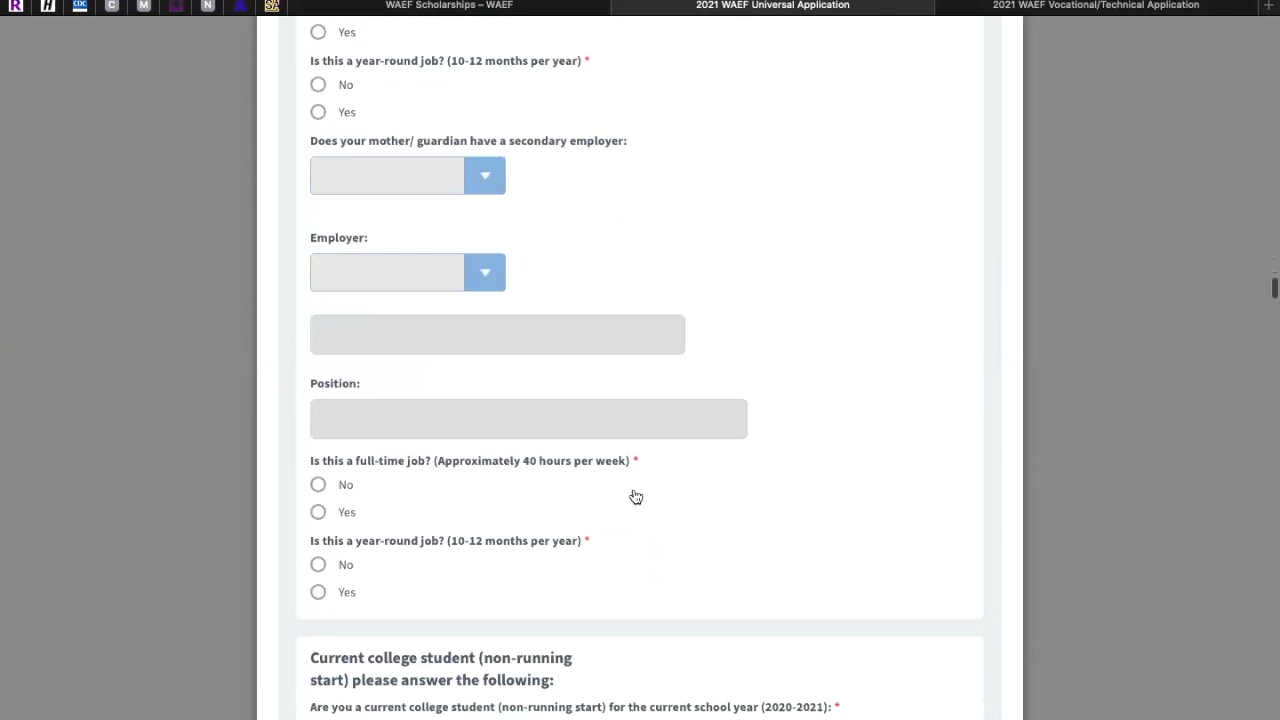 R H CDC C M N SA WAEF Scholarships – WAEF 2021 WAEF Universal Application 2021 WAEF Vocational/Technical Application +
Yes
Is this a year-round job? (10-12 months per year) *
No
Yes
Does your mother/ guardian have a secondary employer:
Employer:
Position:
Is this a full-time job? (Approximately 40 hours per week) *
No
Yes
Is this a year-round job? (10-12 months per year) *
No
Yes
Current college student (non-running
start) please answer the following:
Are you a current college student (non-running start) for the current school year (2020-2021): *